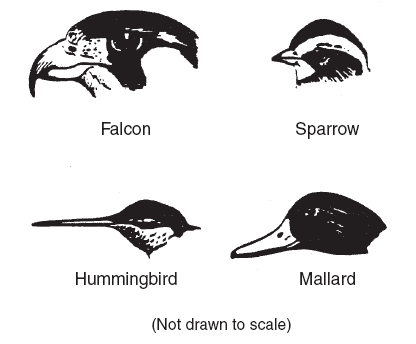 Falcon
Sparrow
Hummingbird
Mallard
(Not drawn to scale)